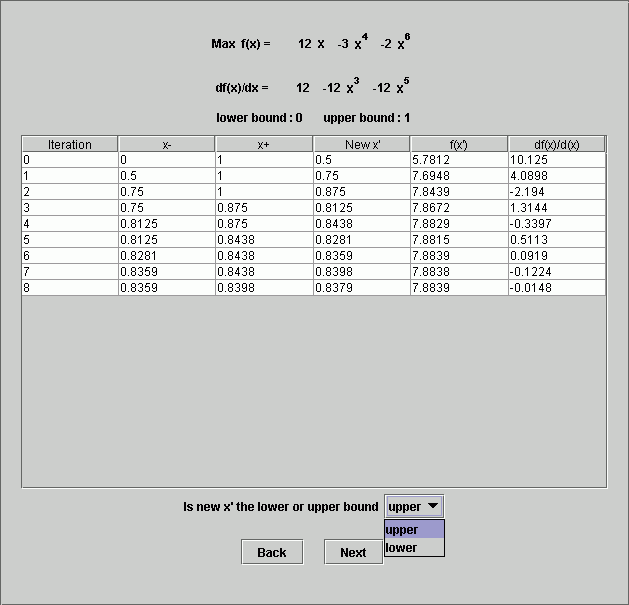 Max f(x) = 12 x -3 x4 -2 x6
df(x)/dx = 12 -12 x3 -12 x5
lower bound : 0 upper bound : 1
Iteration x- x+ New x' f(x') df(x)/d(x)
0 0 1 0.5 5.7812 10.125
1 0.5 1 0.75 7.6948 4.0898
2 0.75 1 0.875 7.8439 -2.194
3 0.75 0.875 0.8125 7.8672 1.3144
4 0.8125 0.875 0.8438 7.8829 -0.3397
5 0.8125 0.8438 0.8281 7.8815 0.5113
6 0.8281 0.8438 0.8359 7.8839 0.0919
7 0.8359 0.8438 0.8398 7.8838 -0.1224
8 0.8359 0.8398 0.8379 7.8839 -0.0148
Is new x' the lower or upper bound upper
upper
lower
Back Next